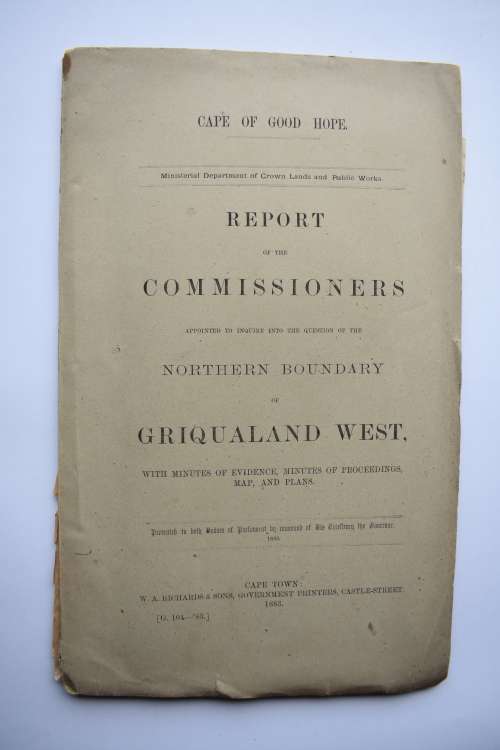 CAPE OF GOOD HOPE.
Ministerial Department of Crown Lands and Public Works.
REPORT
OF THE
COMMISSIONERS
APPOINTED TO INQUIRE INTO THE QUESTION OF THE
NORTHERN BOUNDARY
OF
GRIQUALAND WEST,
WITH MINUTES OF EVIDENCE, MINUTES OF PROCEEDINGS,
MAP, AND PLANS.
Presented to both Houses of Parliament by command of His Excellency the Governor.
1885.
CAPE TOWN:
W. A. RICHARDS & SONS, GOVERNMENT PRINTERS, CASTLE-STREET.
1885.
[G. 104—'85.]